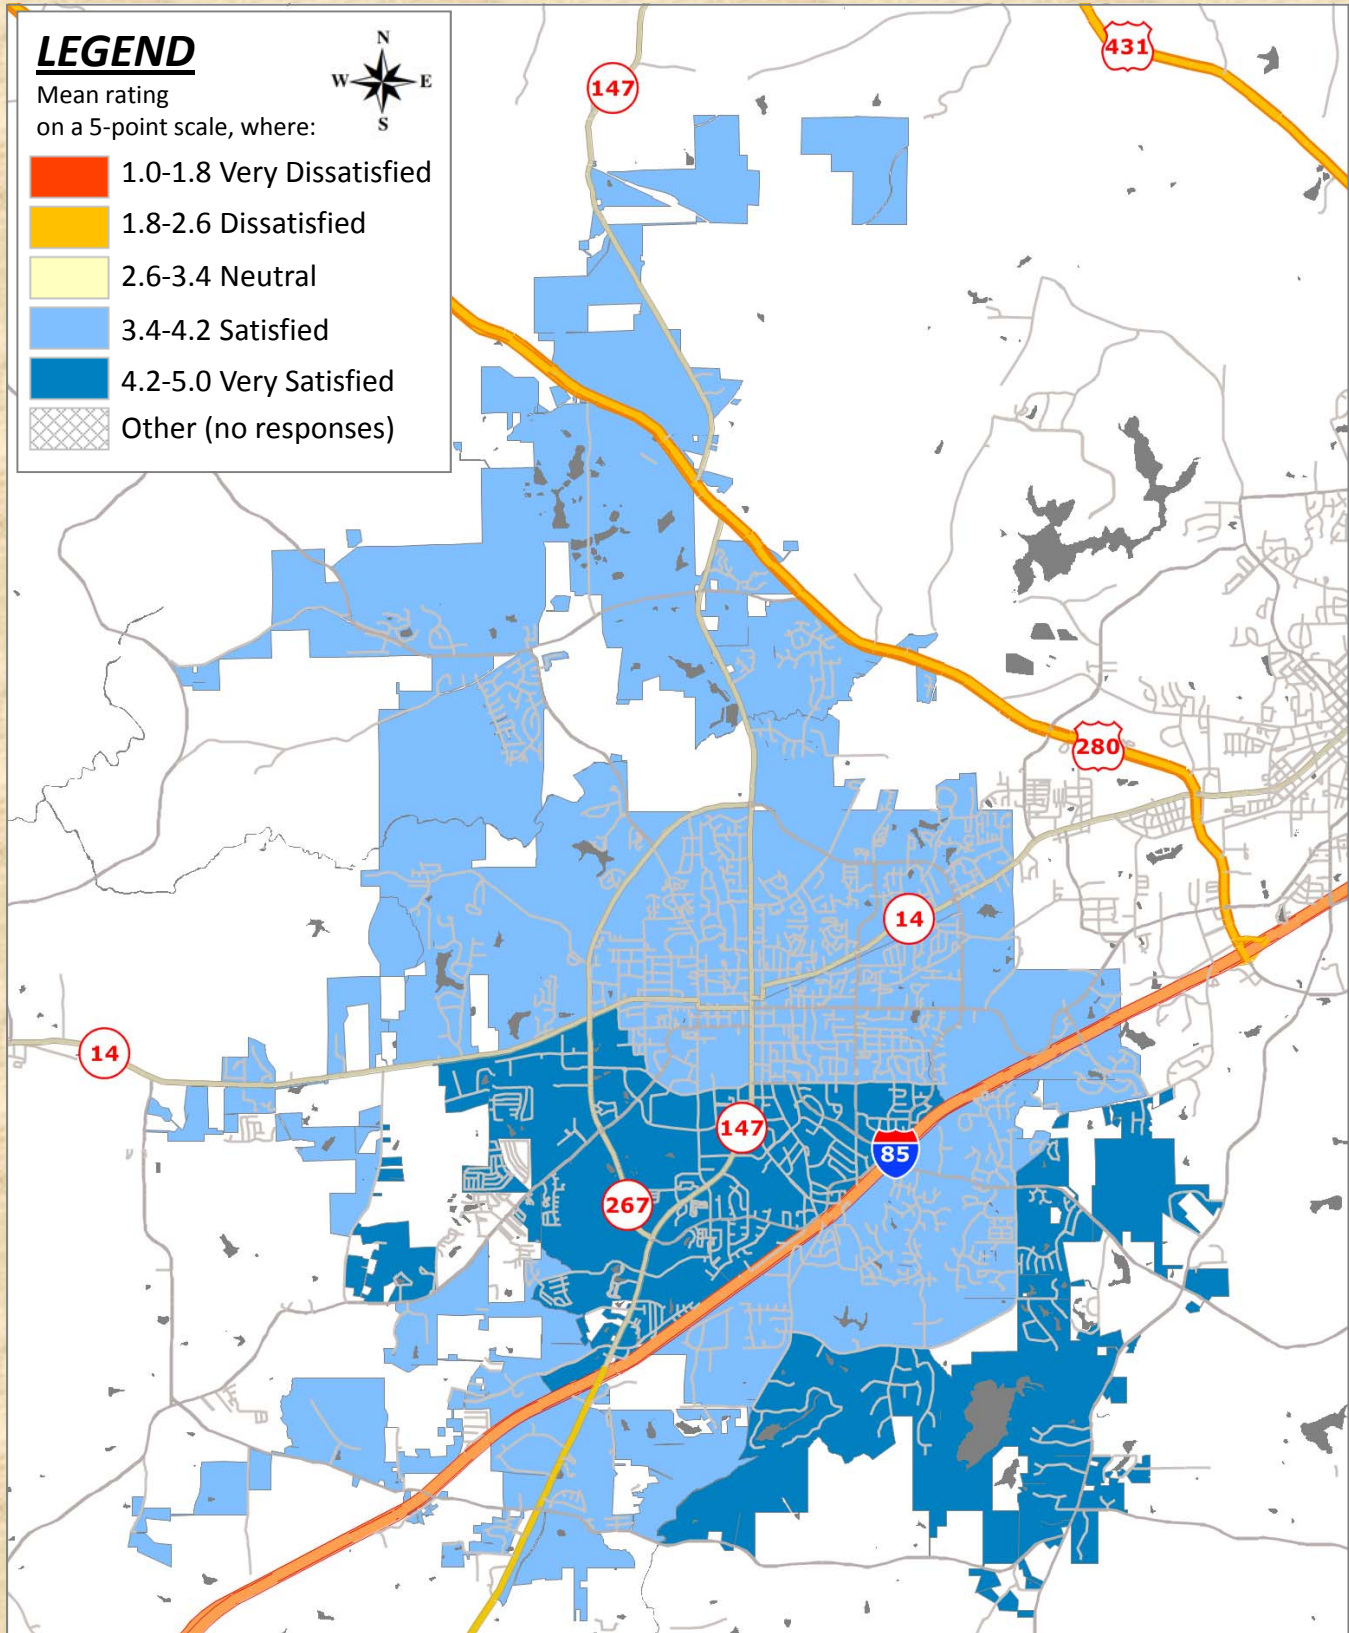 LEGEND
Mean rating
on a 5-point scale, where:
N
W
E
S
1.0-1.8 Very Dissatisfied
1.8-2.6 Dissatisfied
2.6-3.4 Neutral
3.4-4.2 Satisfied
4.2-5.0 Very Satisfied
Other (no responses)
147
431
280
14
14
147
85
267